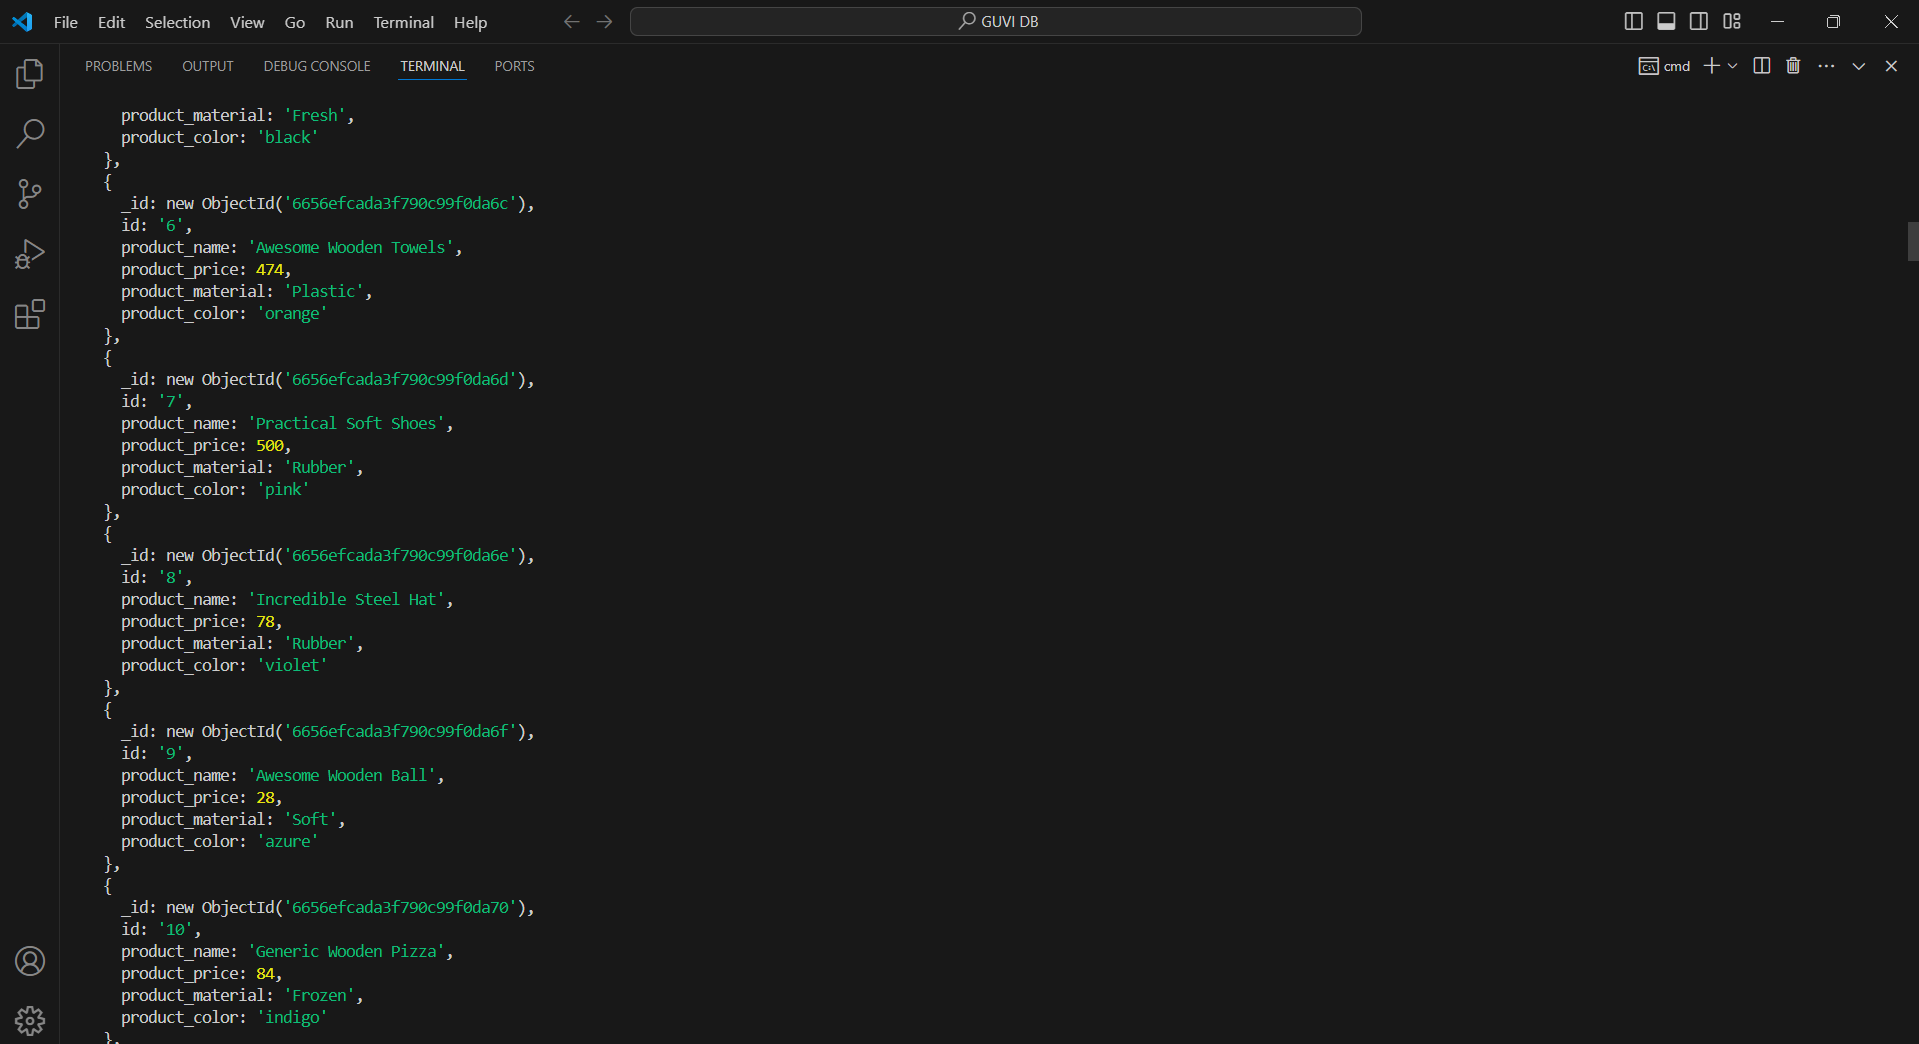 File Edit Selection View Go Run Terminal Help
GUVI DB
PROBLEMS OUTPUT DEBUG CONSOLE TERMINAL PORTS
cmd
product_material: 'Fresh',
product_color: 'black'
},
{
_id: new ObjectId('6656efcada3f790c99f0da6c'),
id: '6',
product_name: 'Awesome Wooden Towels',
product_price: 474,
product_material: 'Plastic',
product_color: 'orange'
},
{
_id: new ObjectId('6656efcada3f790c99f0da6d'),
id: '7',
product_name: 'Practical Soft Shoes',
product_price: 500,
product_material: 'Rubber',
product_color: 'pink'
},
{
_id: new ObjectId('6656efcada3f790c99f0da6e'),
id: '8',
product_name: 'Incredible Steel Hat',
product_price: 78,
product_material: 'Rubber',
product_color: 'violet'
},
{
_id: new ObjectId('6656efcada3f790c99f0da6f'),
id: '9',
product_name: 'Awesome Wooden Ball',
product_price: 28,
product_material: 'Soft',
product_color: 'azure'
},
{
_id: new ObjectId('6656efcada3f790c99f0da70'),
id: '10',
product_name: 'Generic Wooden Pizza',
product_price: 84,
product_material: 'Frozen',
product_color: 'indigo'
},